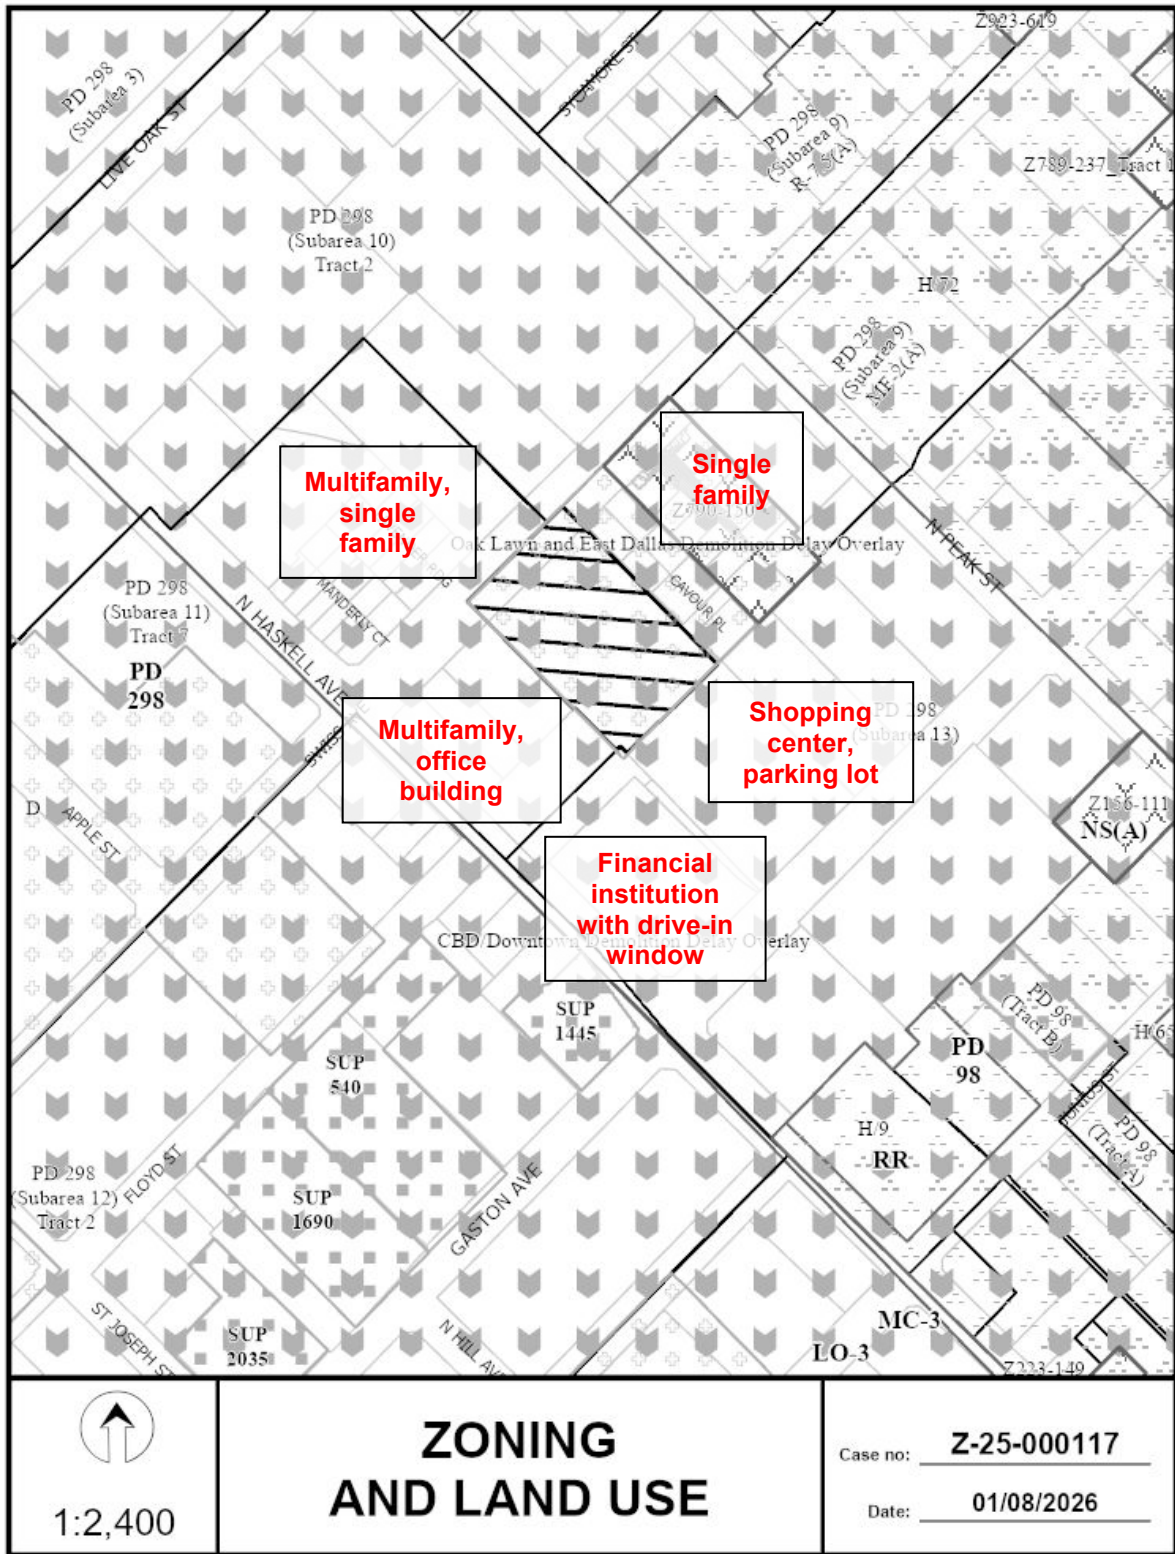 Z923-619
PD 298
(Subarea 3)
LIVE OAK ST
SYCAMORE ST
PD 298
(Subarea 9)
R-7.5(A)
Z789-237_Tract 1
PD 298
(Subarea 10)
Tract 2
H/72
PD 298
(Subarea 9)
MF-2(A)
Multifamily,
single
family
Single
family
Z790-150
Oak Lawn and East Dallas Demolition Delay Overlay
N PEAK ST
CAVOUR PL
MANDERLY CT
PD 298
(Subarea 11)
Tract 7
PD
298
N HASKELL AVE
Multifamily,
office
building
Shopping
center,
parking lot
PD 298
(Subarea 13)
D
APPLE ST
Z156-111
NS(A)
Financial
institution
with drive-in
window
CBD/Downtown Demolition Delay Overlay
SUP
1445
PD 98
(Tract B)
PD
98
H/65
SUP
540
JUNIUS ST
H/9
RR
PD 98
(Tract A)
PD 298
(Subarea 12)
Tract 2
FLOYD ST
SUP
1690
GASTON AVE
ST JOSEPH ST
SUP
2035
N HILL AVE
MC-3
LO-3
Z223-149
1:2,400
ZONING
AND LAND USE
Case no: Z-25-000117
Date: 01/08/2026